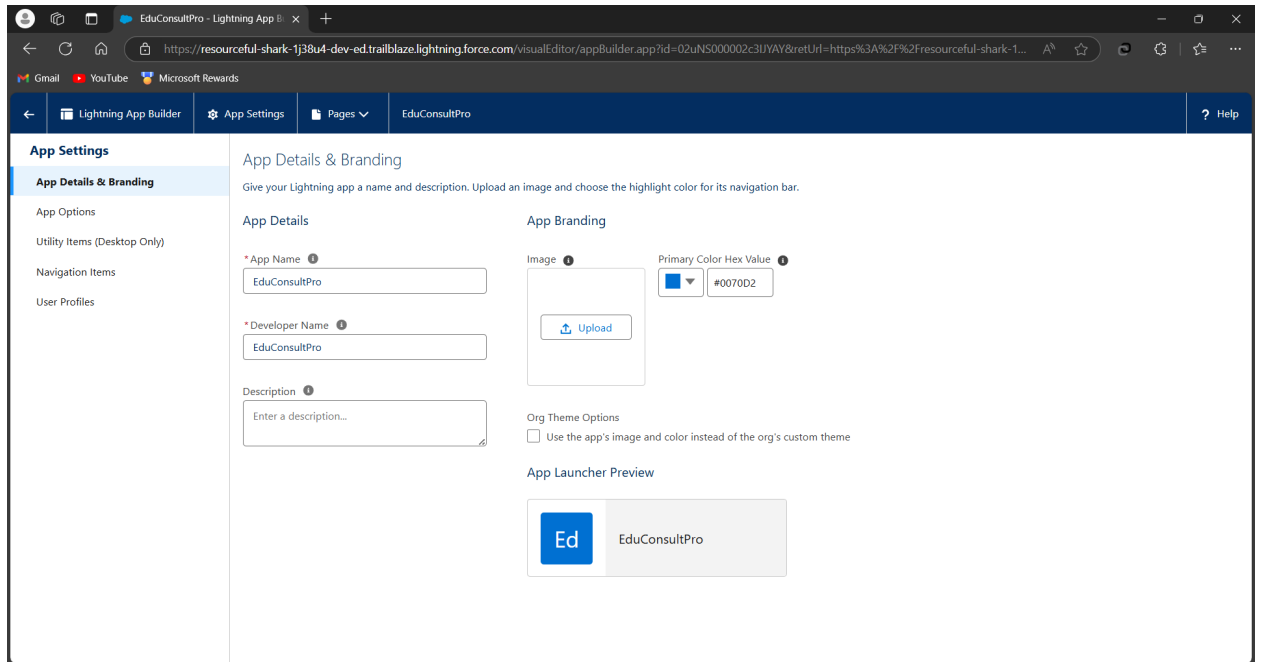 EduConsultPro - Lightning App B
https://resourceful-shark-1j38u4-dev-ed.trailblaze.lightning.force.com/visualEditor/appBuilder.app?id=02uNS000002c3IJYAY&retUrl=https%3A%2F%2Fresourceful-shark-1...
Gmail YouTube Microsoft Rewards
Lightning App Builder App Settings Pages EduConsultPro ? Help
App Settings
App Details & Branding
App Options
Utility Items (Desktop Only)
Navigation Items
User Profiles
App Details & Branding
Give your Lightning app a name and description. Upload an image and choose the highlight color for its navigation bar.
App Details
*App Name
EduConsultPro
*Developer Name
EduConsultPro
Description
Enter a description...
App Branding
Image
Upload
Primary Color Hex Value
#0070D2
Org Theme Options
Use the app's image and color instead of the org's custom theme
App Launcher Preview
Ed EduConsultPro